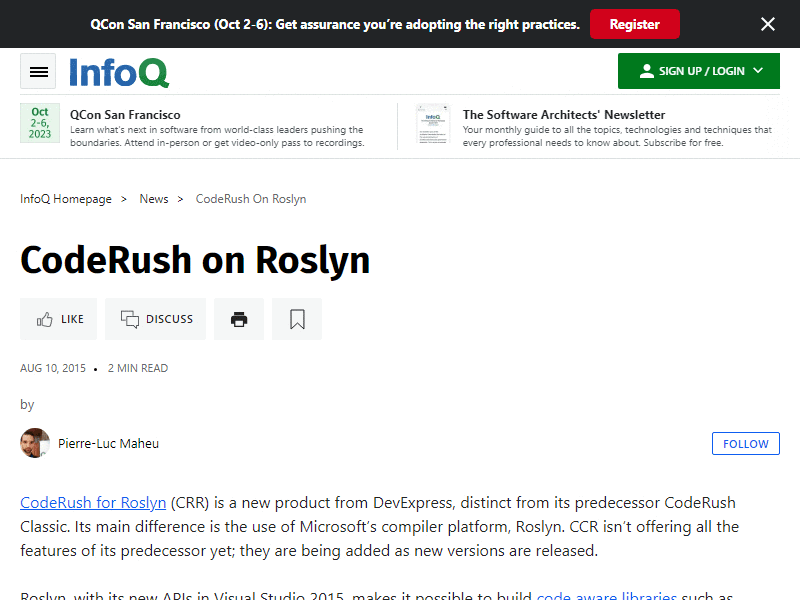 QCon San Francisco (Oct 2-6): Get assurance you’re adopting the right practices.
Register
InfoQ
SIGN UP / LOGIN
Oct
2-6,
2023
QCon San Francisco
Learn what's next in software from world-class leaders pushing the
boundaries. Attend in-person or get video-only pass to recordings.
The Software Architects' Newsletter
Your monthly guide to all the topics, technologies and techniques that
every professional needs to know about. Subscribe for free.
InfoQ Homepage > News > CodeRush On Roslyn
CodeRush on Roslyn
LIKE
DISCUSS
AUG 10, 2015 • 2 MIN READ
by
Pierre-Luc Maheu
FOLLOW
CodeRush for Roslyn (CRR) is a new product from DevExpress, distinct from its predecessor CodeRush
Classic. Its main difference is the use of Microsoft’s compiler platform, Roslyn. CCR isn’t offering all the
features of its predecessor yet; they are being added as new versions are released.
Roslyn, with its new APIs in Visual Studio 2015, makes it possible to build code aware libraries such as